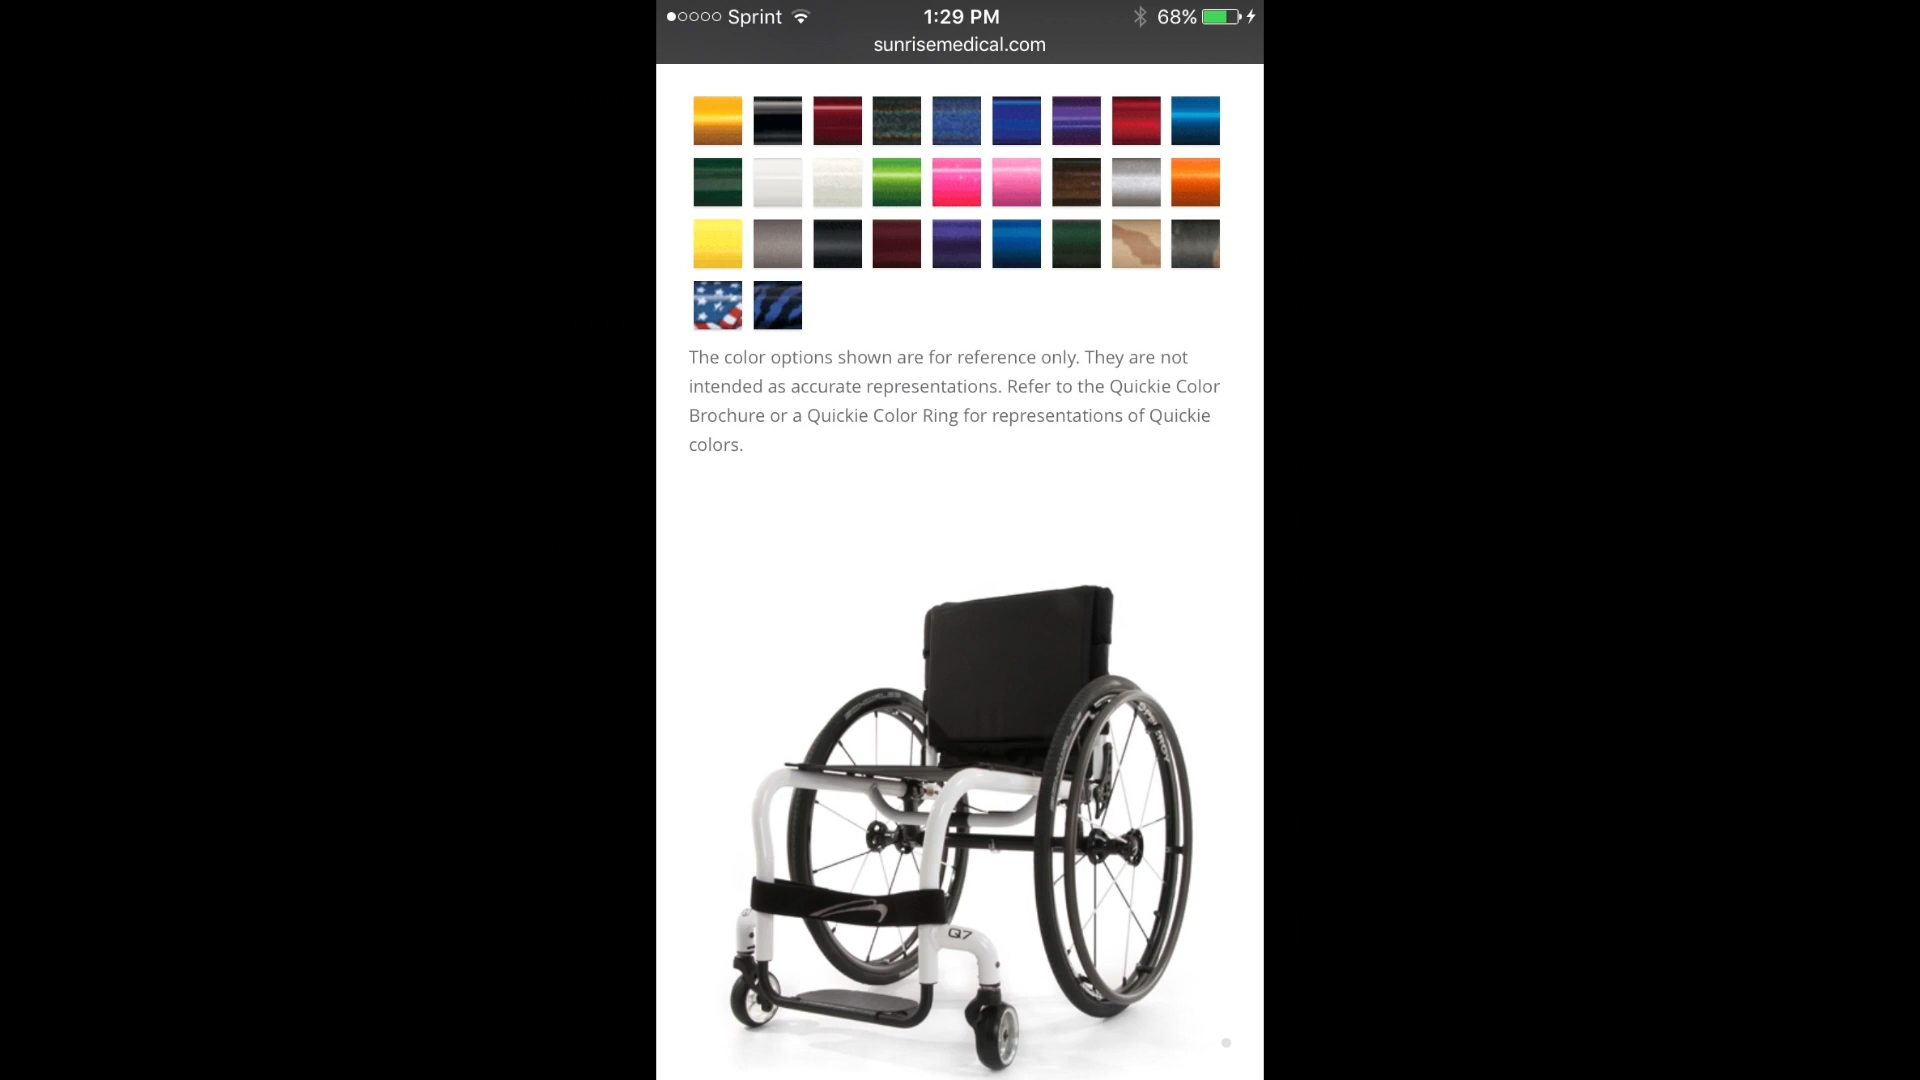 Sprint 1:29 PM 68%
sunrisemedical.com
The color options shown are for reference only. They are not
intended as accurate representations. Refer to the Quickie Color
Brochure or a Quickie Color Ring for representations of Quickie
colors.
Q7